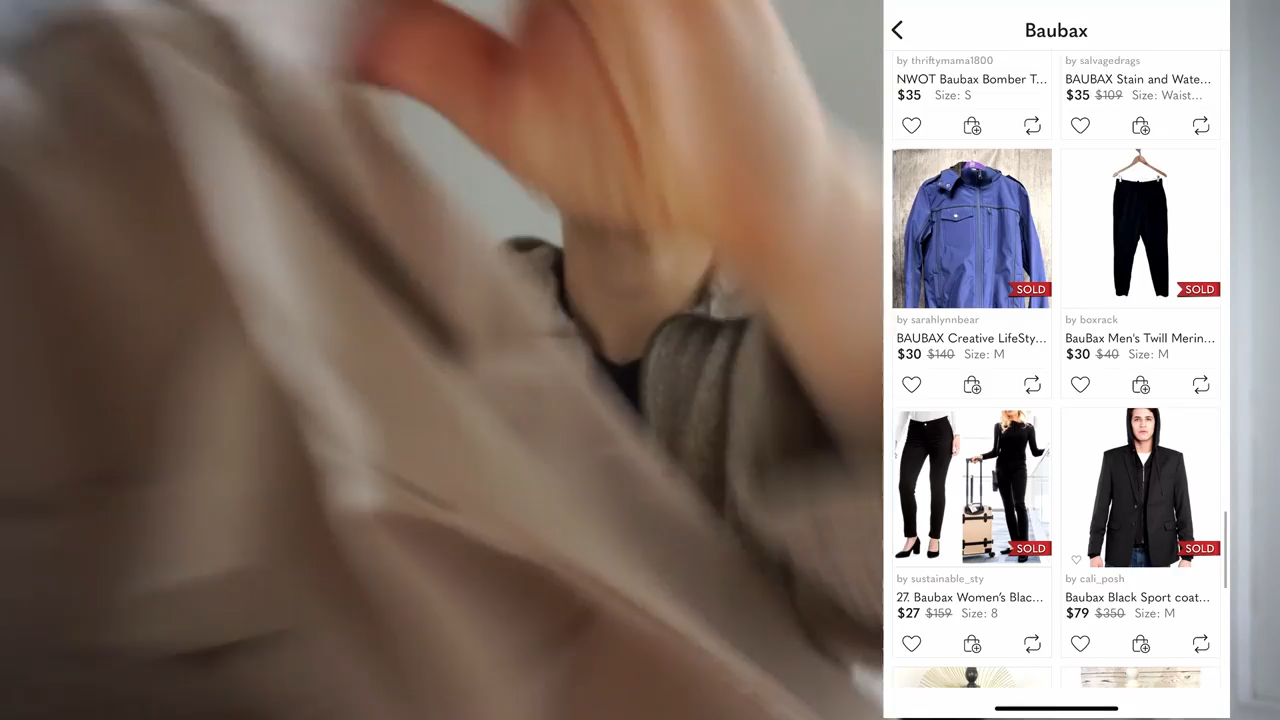 Baubax
by thriftymama1800
NWOT Baubax Bomber T...
$35 Size: S
by salvagedrags
BAUBAX Stain and Wate...
$35 $109 Size: Waist...
SOLD
by sarahlynnbear
BAUBAX Creative LifeSty...
$30 $140 Size: M
SOLD
by boxrack
BauBax Men's Twill Merin...
$30 $40 Size: M
SOLD
by sustainable_sty
27. Baubax Women's Blac...
$27 $159 Size: 8
SOLD
by cali_posh
Baubax Black Sport coat...
$79 $350 Size: M